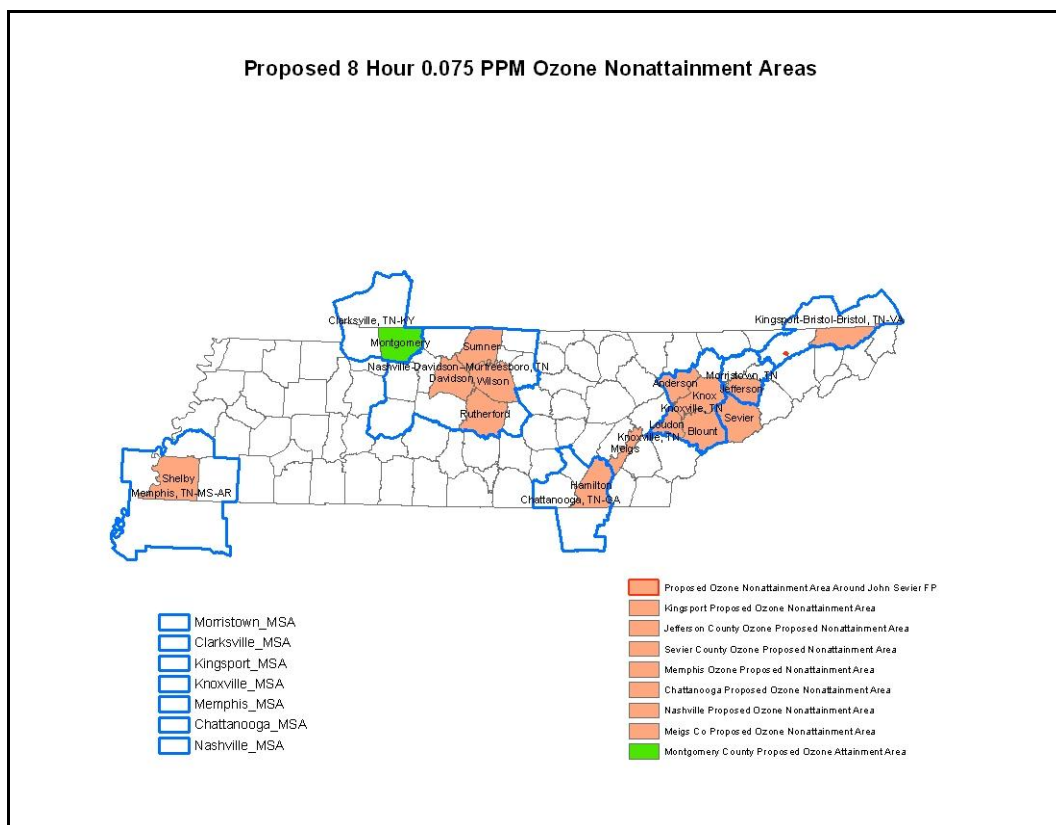 Proposed 8 Hour 0.075 PPM Ozone Nonattainment Areas
Kingsport-Bristol-Bristol, TN-VA
Clarksville, TN-KY
Montgomery
Sumner
Nashville-Davidson--Murfreesboro, TN
Davidson
Wilson
Rutherford
Morristown, TN
Anderson
Jefferson
Knox
Knoxville, TN
Sevier
Loudon
Blount
Knoxville, TN
Meigs
Shelby
Memphis, TN-MS-AR
Hamilton
Chattanooga, TN-GA
Morristown_MSA
Clarksville_MSA
Kingsport_MSA
Knoxville_MSA
Memphis_MSA
Chattanooga_MSA
Nashville_MSA
Proposed Ozone Nonattainment Area Around John Sevier FP
Kingsport Proposed Ozone Nonattainment Area
Jefferson County Ozone Proposed Nonattainment Area
Sevier County Ozone Proposed Nonattainment Area
Memphis Ozone Proposed Nonattainment Area
Chattanooga Proposed Ozone Nonattainment Area
Nashville Proposed Ozone Nonattainment Area
Meigs Co Proposed Ozone Nonattainment Area
Montgomery County Proposed Ozone Attainment Area